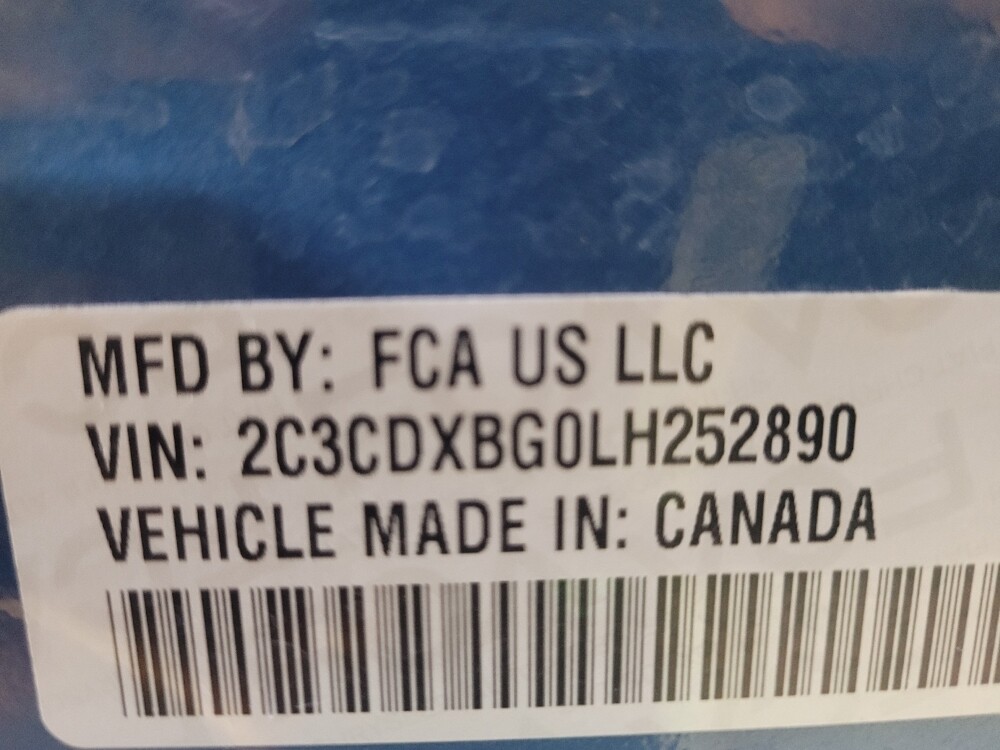 MFD BY: FCA US LLC
VIN: 2C3CDXBG0LH252890
VEHICLE MADE IN: CANADA